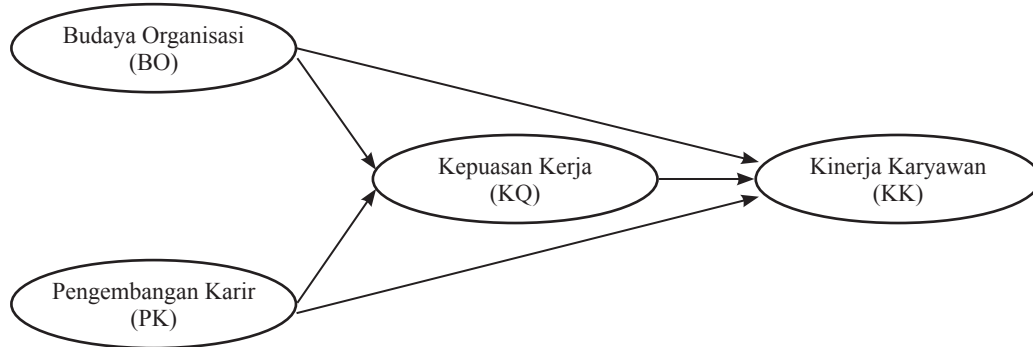 Budaya Organisasi
(BO)
Kepuasan Kerja
(KQ)
Kinerja Karyawan
(KK)
Pengembangan Karir
(PK)